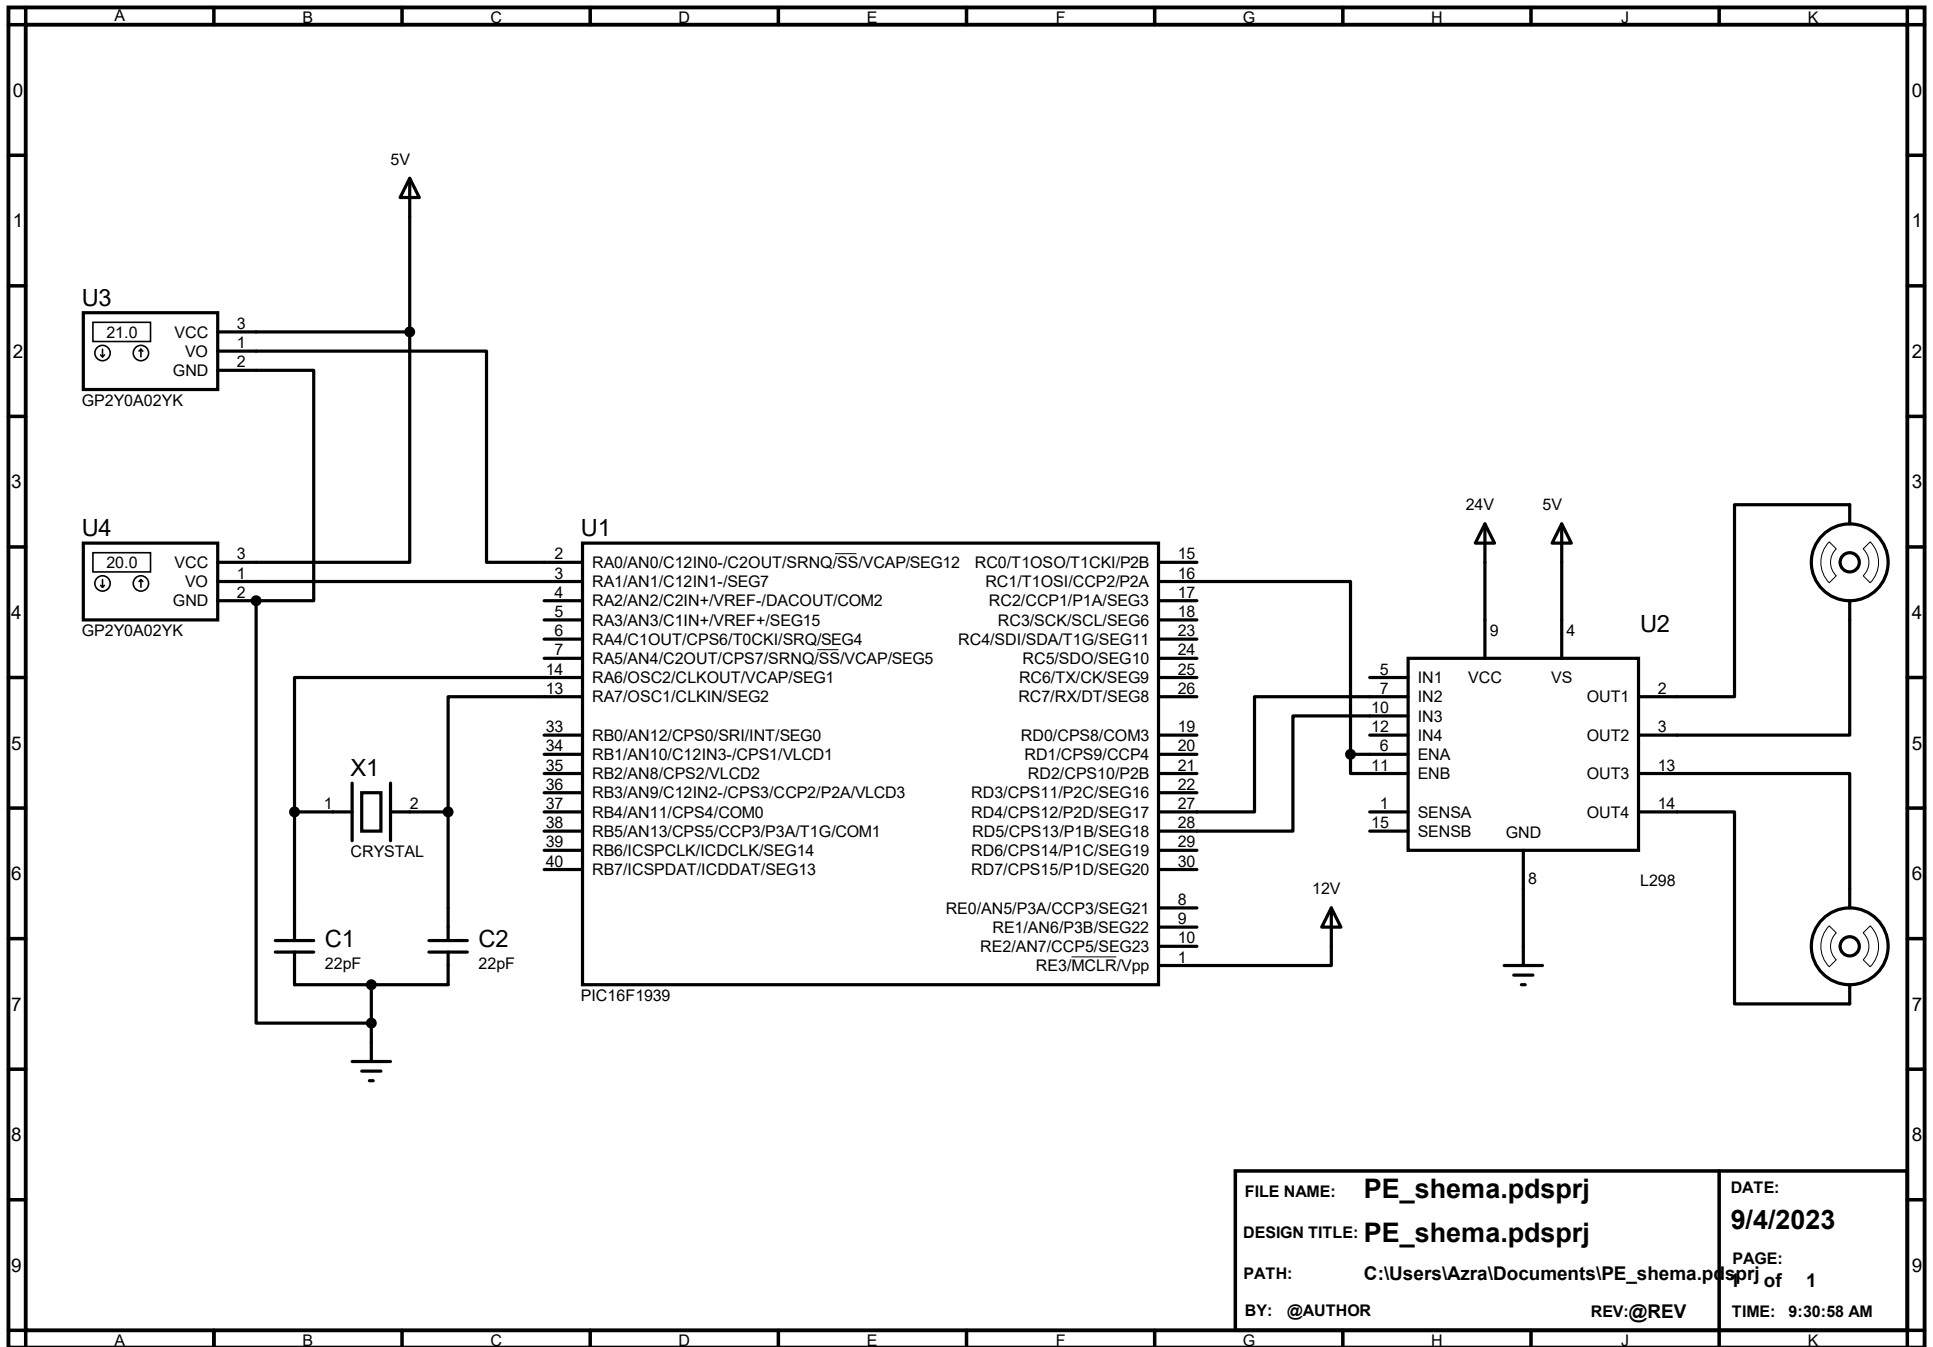 A B C D E F G H J K
0 0
1 1
2 2
3 3
4 4
5 5
6 6
7 7
8 8
9 9
5V
U3
21.0
VCC 3
VO 1
GND 2
GP2Y0A02YK
U4
20.0
VCC 3
VO 1
GND 2
GP2Y0A02YK
X1
1 2
CRYSTAL
C1
22pF
C2
22pF
U1
2 RA0/AN0/C12IN0-/C2OUT/SRNQ/SS/VCAP/SEG12
3 RA1/AN1/C12IN1-/SEG7
4 RA2/AN2/C2IN+/VREF-/DACOUT/COM2
5 RA3/AN3/C1IN+/VREF+/SEG15
6 RA4/C1OUT/CPS6/T0CKI/SRQ/SEG4
7 RA5/AN4/C2OUT/CPS7/SRNQ/SS/VCAP/SEG5
14 RA6/OSC2/CLKOUT/VCAP/SEG1
13 RA7/OSC1/CLKIN/SEG2
33 RB0/AN12/CPS0/SRI/INT/SEG0
34 RB1/AN10/C12IN3-/CPS1/VLCD1
35 RB2/AN8/CPS2/VLCD2
36 RB3/AN9/C12IN2-/CPS3/CCP2/P2A/VLCD3
37 RB4/AN11/CPS4/COM0
38 RB5/AN13/CPS5/CCP3/P3A/T1G/COM1
39 RB6/ICSPCLK/ICDCLK/SEG14
40 RB7/ICSPDAT/ICDDAT/SEG13
RC0/T1OSO/T1CKI/P2B 15
RC1/T1OSI/CCP2/P2A 16
RC2/CCP1/P1A/SEG3 17
RC3/SCK/SCL/SEG6 18
RC4/SDI/SDA/T1G/SEG11 23
RC5/SDO/SEG10 24
RC6/TX/CK/SEG9 25
RC7/RX/DT/SEG8 26
RD0/CPS8/COM3 19
RD1/CPS9/CCP4 20
RD2/CPS10/P2B 21
RD3/CPS11/P2C/SEG16 22
RD4/CPS12/P2D/SEG17 27
RD5/CPS13/P1B/SEG18 28
RD6/CPS14/P1C/SEG19 29
RD7/CPS15/P1D/SEG20 30
RE0/AN5/P3A/CCP3/SEG21 8
RE1/AN6/P3B/SEG22 9
RE2/AN7/CCP5/SEG23 10
RE3/MCLR/Vpp 1
PIC16F1939
12V
24V 5V
9 4
U2
5 IN1
7 IN2
10 IN3
12 IN4
6 ENA
11 ENB
1 SENSA
15 SENSB
VCC VS
GND
8
OUT1 2
OUT2 3
OUT3 13
OUT4 14
L298
FILE NAME: PE_shema.pdsprj
DESIGN TITLE: PE_shema.pdsprj
PATH: C:\Users\Azra\Documents\PE_shema.pdsprj
BY: @AUTHOR REV:@REV
DATE:
9/4/2023
PAGE:
1 of 1
TIME: 9:30:58 AM
A B C D E F G H J K